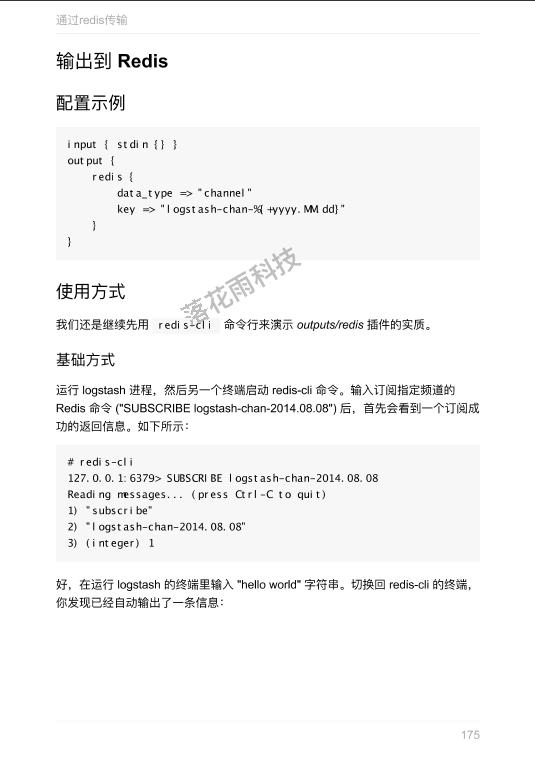 通过redis传输
输出到 Redis
配置示例
input { stdin {} }
output {
    redis {
        data_type => "channel"
        key => "logstash-chan-%{+yyyy.MM.dd}"
    }
}
落花雨科技
使用方式
我们还是继续先用 redis-cli 命令行来演示 outputs/redis 插件的实质。
基础方式
运行 logstash 进程，然后另一个终端启动 redis-cli 命令。输入订阅指定频道的
Redis 命令 ("SUBSCRIBE logstash-chan-2014.08.08") 后，首先会看到一个订阅成
功的返回信息。如下所示：
# redis-cli
127.0.0.1:6379> SUBSCRIBE logstash-chan-2014.08.08
Reading messages... (press Ctrl-C to quit)
1) "subscribe"
2) "logstash-chan-2014.08.08"
3) (integer) 1
好，在运行 logstash 的终端里输入 "hello world" 字符串。切换回 redis-cli 的终端，
你发现已经自动输出了一条信息：
175